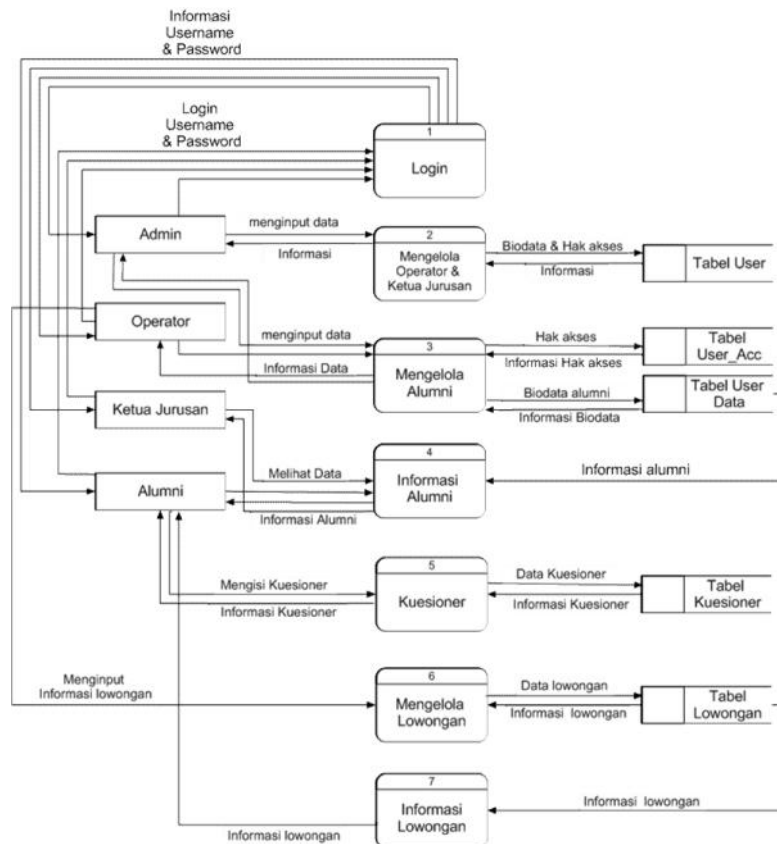 Informasi
Username
& Password
Login
Username
& Password
1
Login
Admin
menginput data
Informasi
2
Mengelola
Operator &
Ketua Jurusan
Biodata & Hak akses
Informasi
Tabel User
Operator
menginput data
Informasi Data
3
Mengelola
Alumni
Hak akses
Informasi Hak akses
Tabel
User_Acc
Biodata alumni
Informasi Biodata
Tabel User
Data
Ketua Jurusan
Melihat Data
4
Informasi
Alumni
Informasi alumni
Alumni
Informasi Alumni
Mengisi Kuesioner
Informasi Kuesioner
5
Kuesioner
Data Kuesioner
Informasi Kuesioner
Tabel
Kuesioner
Menginput
Informasi lowongan
6
Mengelola
Lowongan
Data lowongan
Informasi lowongan
Tabel
Lowongan
7
Informasi
Lowongan
Informasi lowongan
Informasi lowongan